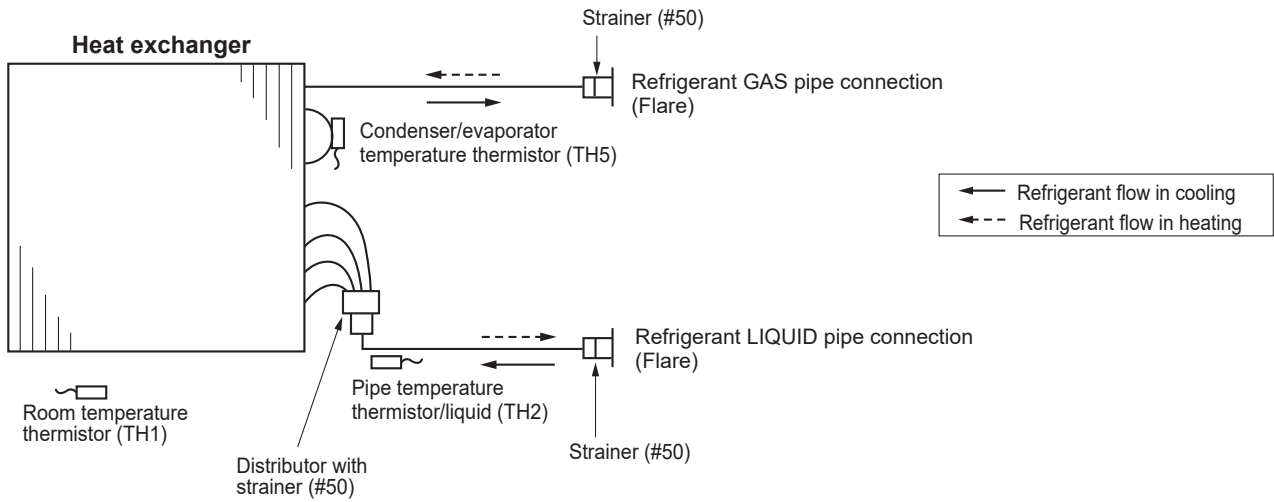 Strainer (#50)
Heat exchanger
Refrigerant GAS pipe connection
(Flare)
Condenser/evaporator
temperature thermistor (TH5)
Refrigerant flow in cooling
Refrigerant flow in heating
Refrigerant LIQUID pipe connection
(Flare)
Pipe temperature
thermistor/liquid (TH2)
Room temperature
thermistor (TH1)
Strainer (#50)
Distributor with
strainer (#50)